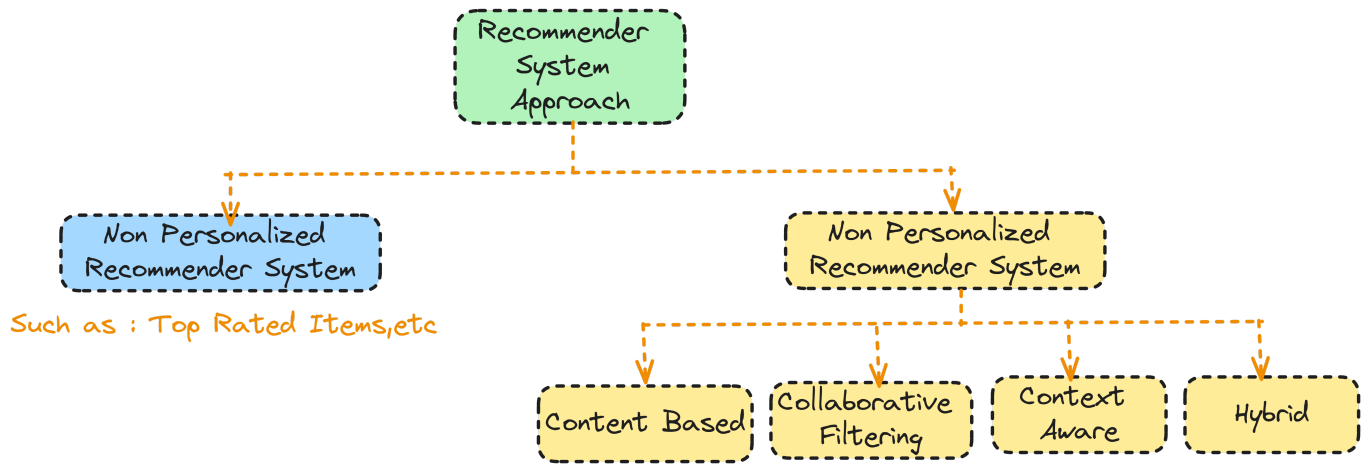 Recommender
System
Approach
Non Personalized
Recommender System
Non Personalized
Recommender System
Such as : Top Rated Items,etc
Content Based
Collaborative
Filtering
Context
Aware
Hybrid